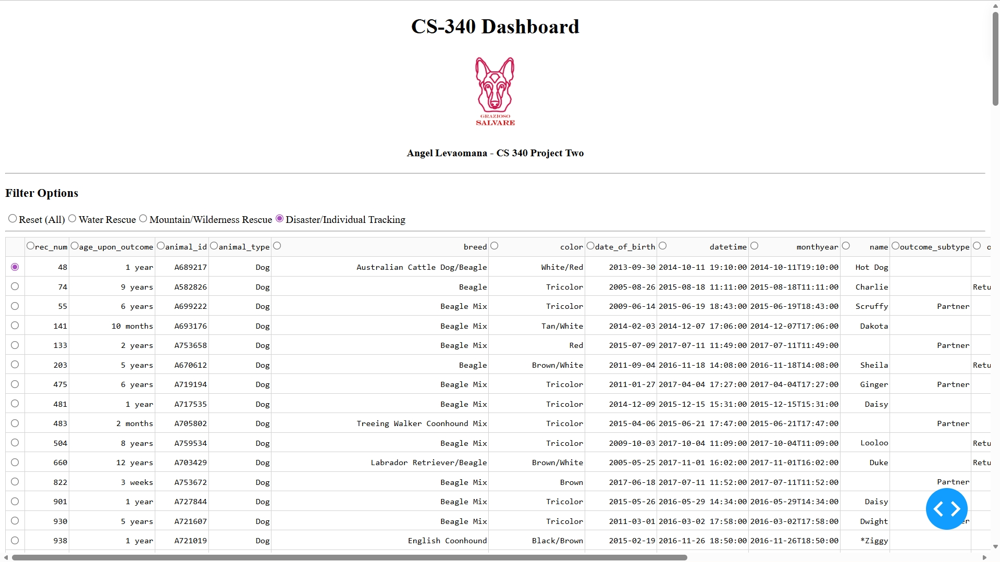 CS-340 Dashboard
GRAZIOSO
SALVARE
Angel Levaomana - CS 340 Project Two
Filter Options
Reset (All) Water Rescue Mountain/Wilderness Rescue Disaster/Individual Tracking
rec_num age_upon_outcome animal_id animal_type breed color date_of_birth datetime monthyear name outcome_subtype o
48 1 year A689217 Dog Australian Cattle Dog/Beagle White/Red 2013-09-30 2014-10-11 19:10:00 2014-10-11T19:10:00 Hot Dog
74 9 years A582826 Dog Beagle Tricolor 2005-08-26 2015-08-18 11:11:00 2015-08-18T11:11:00 Charlie Retu
55 6 years A699222 Dog Beagle Mix Tricolor 2009-06-14 2015-06-19 18:43:00 2015-06-19T18:43:00 Scruffy Partner
141 10 months A693176 Dog Beagle Mix Tan/White 2014-02-03 2014-12-07 17:06:00 2014-12-07T17:06:00 Dakota
133 2 years A753658 Dog Beagle Mix Red 2015-07-09 2017-07-11 11:49:00 2017-07-11T11:49:00 Partner
203 5 years A670612 Dog Beagle Brown/White 2011-09-04 2016-11-18 14:08:00 2016-11-18T14:08:00 Sheila Retu
475 6 years A719194 Dog Beagle Mix Tricolor 2011-01-27 2017-04-04 17:27:00 2017-04-04T17:27:00 Ginger Partner
481 1 year A717535 Dog Beagle Mix Tricolor 2014-12-09 2015-12-15 15:31:00 2015-12-15T15:31:00 Daisy
483 2 months A705802 Dog Treeing Walker Coonhound Mix Tricolor 2015-04-06 2015-06-21 17:47:00 2015-06-21T17:47:00 Partner
504 8 years A759534 Dog Beagle Mix Tricolor 2009-10-03 2017-10-04 11:09:00 2017-10-04T11:09:00 Looloo Retu
660 12 years A703429 Dog Labrador Retriever/Beagle Brown/White 2005-05-25 2017-11-01 16:02:00 2017-11-01T16:02:00 Duke Retu
822 3 weeks A753672 Dog Beagle Mix Brown 2017-06-18 2017-07-11 11:52:00 2017-07-11T11:52:00 Partner
901 1 year A727844 Dog Beagle Mix Tricolor 2015-05-26 2016-05-29 14:34:00 2016-05-29T14:34:00 Daisy
930 5 years A721607 Dog Beagle Mix Tricolor 2011-03-01 2016-03-02 17:58:00 2016-03-02T17:58:00 Dwight er
938 1 year A721019 Dog English Coonhound Black/Brown 2015-02-19 2016-11-26 18:50:00 2016-11-26T18:50:00 *Ziggy